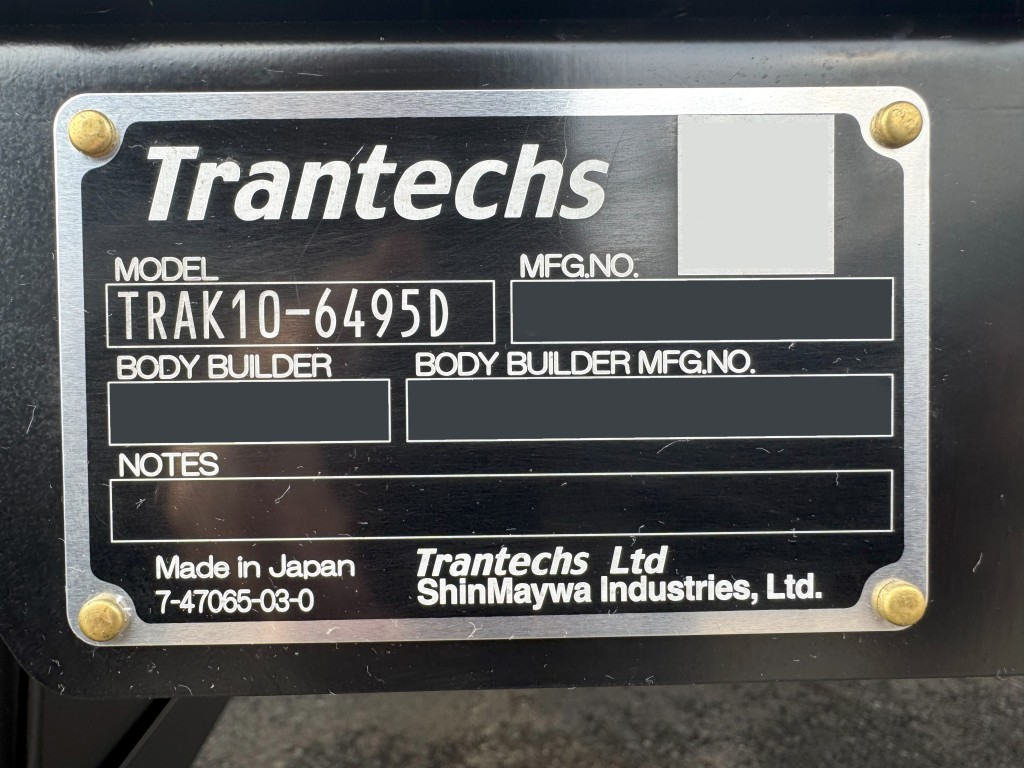 Trantechs
MODEL MFG.NO.
TRAK10-6495D
BODY BUILDER BODY BUILDER MFG.NO.
NOTES
Made in Japan Trantechs Ltd
7-47065-03-0 ShinMaywa Industries, Ltd.